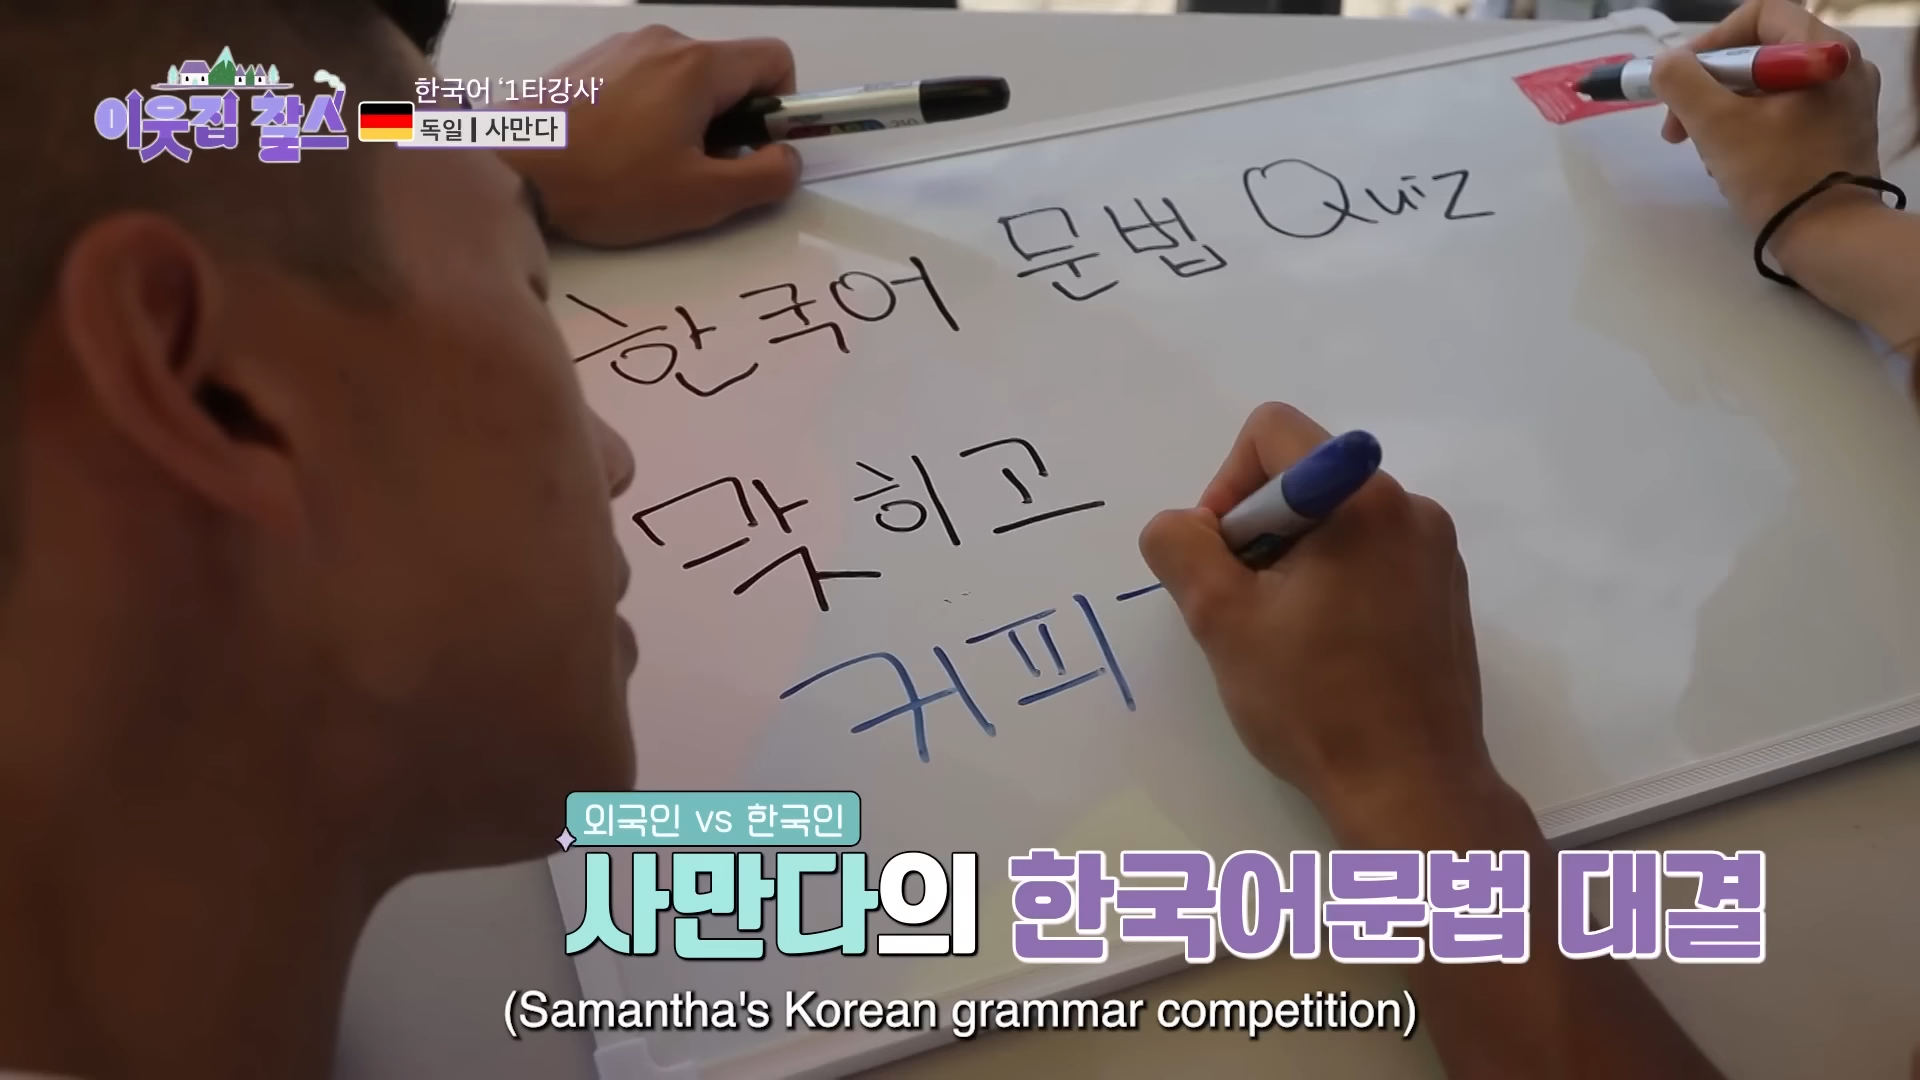 이웃집 찰스
한국어 '1타강사'
독일 | 사만다
한국어 문법 Quiz
맞히고
커피
외국인 vs 한국인
사만다의 한국어문법 대결
(Samantha's Korean grammar competition)